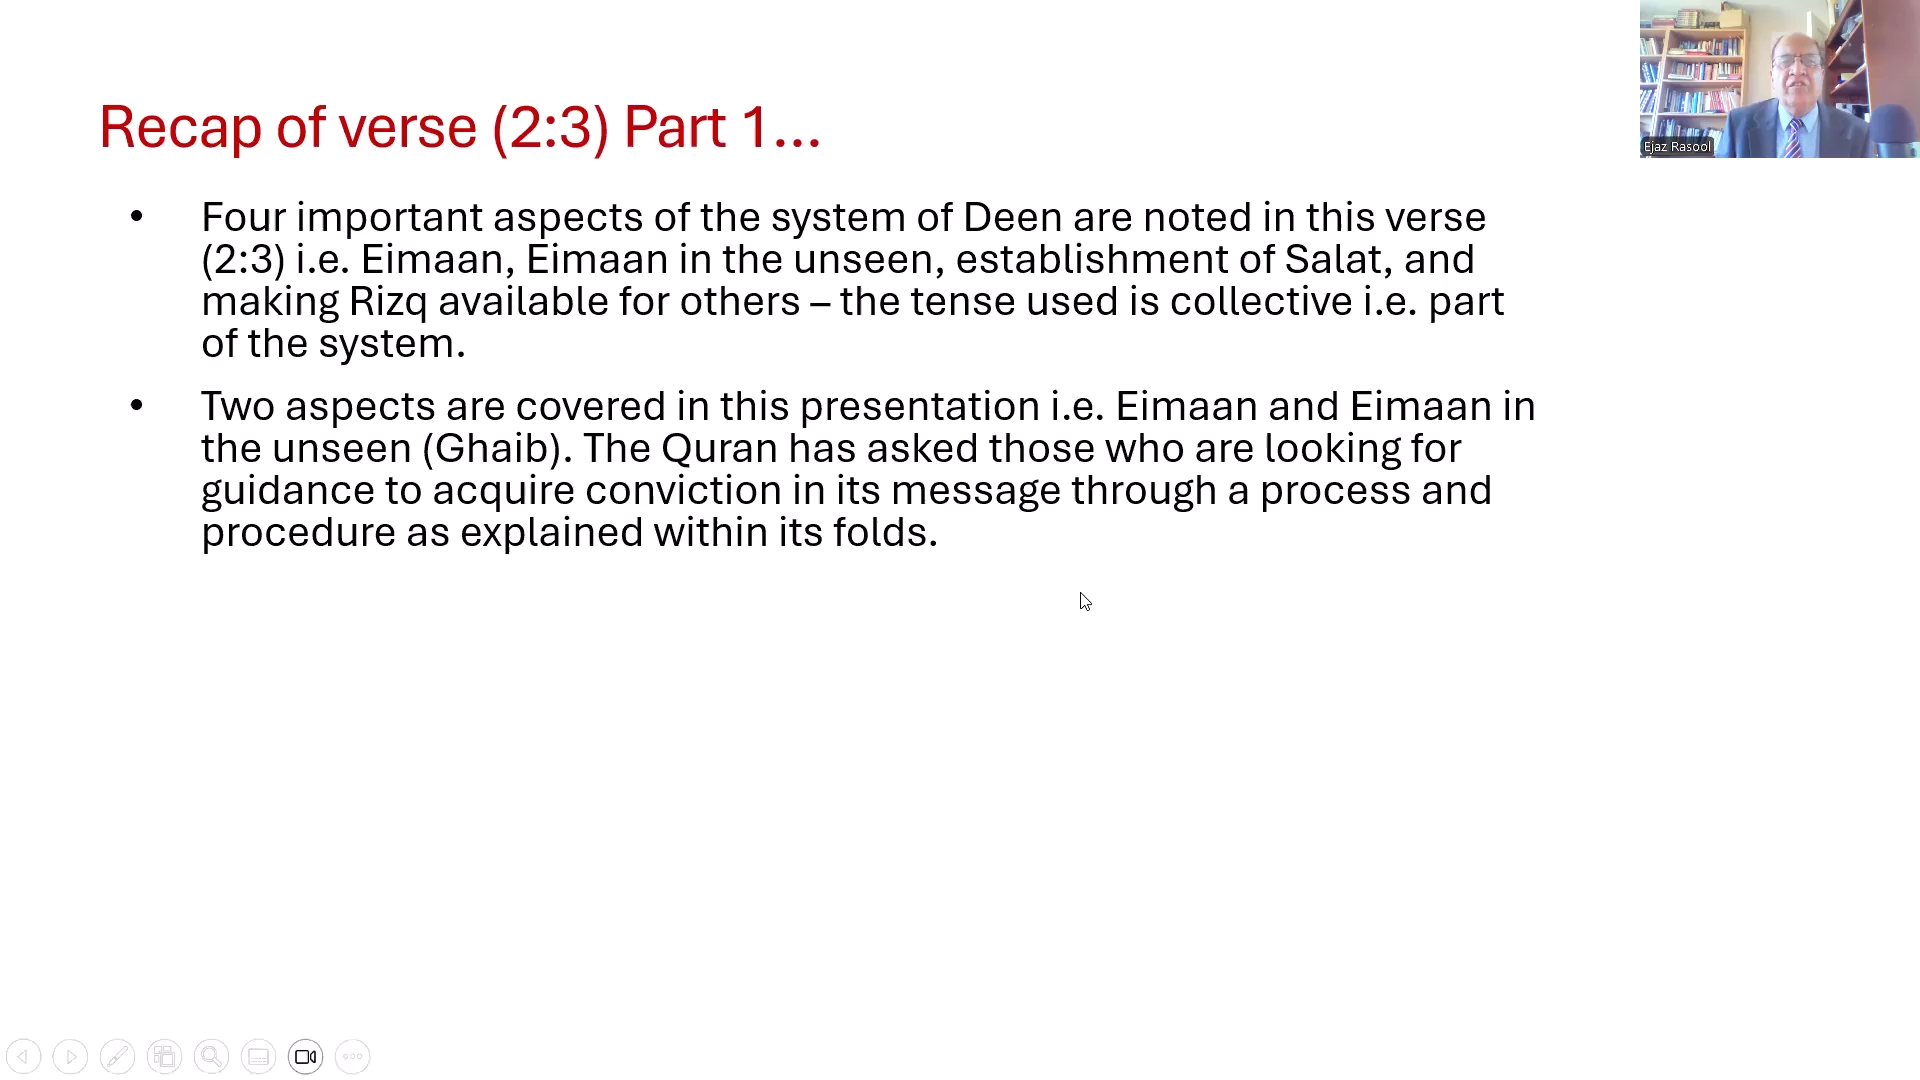 Recap of verse (2:3) Part 1...
• Four important aspects of the system of Deen are noted in this verse
(2:3) i.e. Eimaan, Eimaan in the unseen, establishment of Salat, and
making Rizq available for others – the tense used is collective i.e. part
of the system.
• Two aspects are covered in this presentation i.e. Eimaan and Eimaan in
the unseen (Ghaib). The Quran has asked those who are looking for
guidance to acquire conviction in its message through a process and
procedure as explained within its folds.
Ejaz Rasool